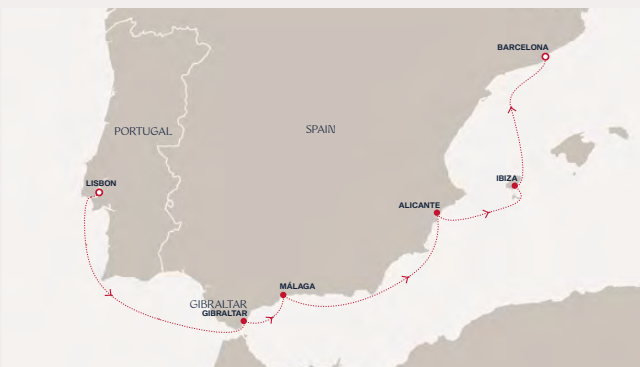 BARCELONA
PORTUGAL
SPAIN
LISBON
IBIZA
ALICANTE
MÁLAGA
GIBRALTAR
GIBRALTAR